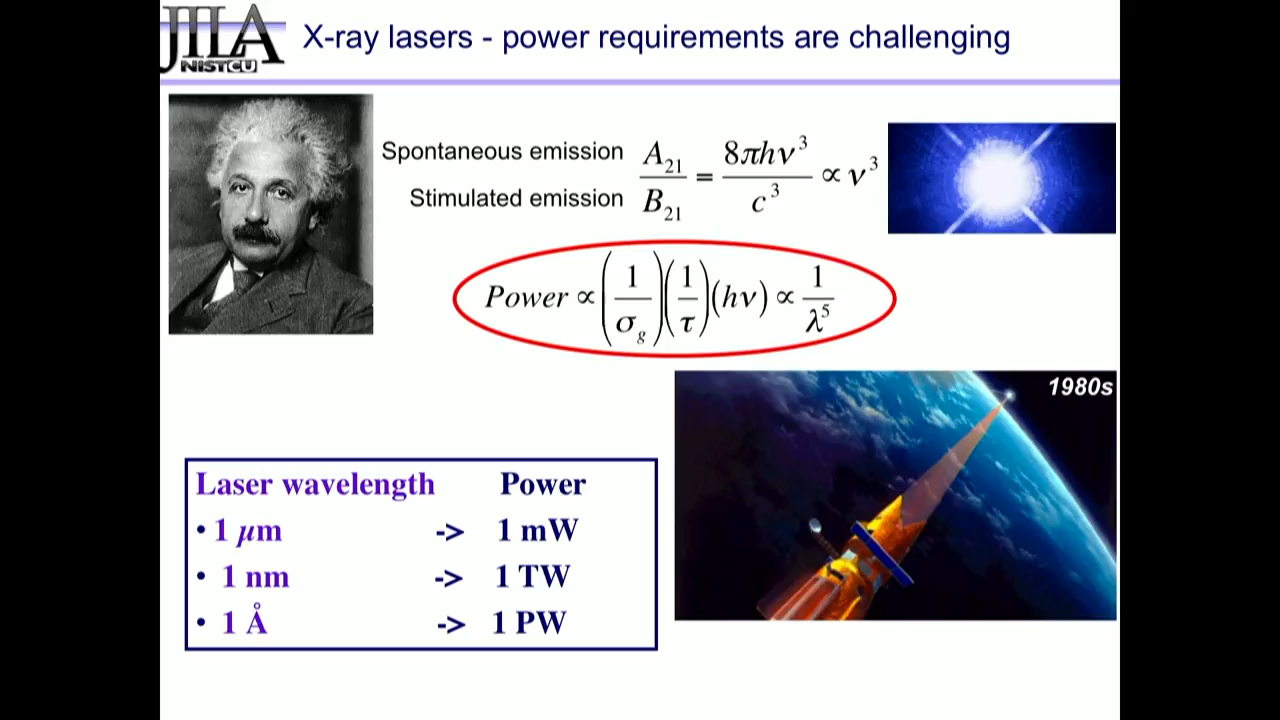 JILA
NIST CU
X-ray lasers - power requirements are challenging
Spontaneous emission
Stimulated emission
A₂₁/B₂₁ = 8πhν³/c³ ∝ ν³
Power ∝ (1/σ_g)(1/τ)(hν) ∝ 1/λ⁵
1980s
Laser wavelength Power
• 1 µm -> 1 mW
• 1 nm -> 1 TW
• 1 Å -> 1 PW